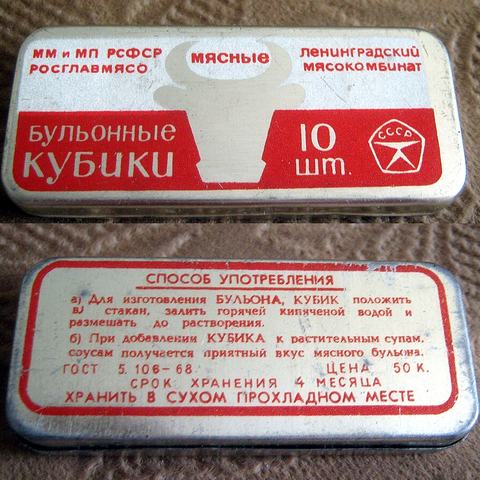 ММ и МП РСФСР
РОСГЛАВМЯСО
МЯСНЫЕ
ЛЕНИНГРАДСКИЙ
МЯСОКОМБИНАТ
БУЛЬОННЫЕ
КУБИКИ
10
шт.
СССР
СПОСОБ УПОТРЕБЛЕНИЯ
а) Для изготовления БУЛЬОНА, КУБИК положить
в) стакан, залить горячей кипяченой водой и
размешать до растворения.
б) При добавлении КУБИКА к растительным супам,
соусам получается приятный вкус мясного бульона.
ГОСТ 5.106-68. ЦЕНА 50 К.
СРОК ХРАНЕНИЯ 4 МЕСЯЦА
ХРАНИТЬ В СУХОМ ПРОХЛАДНОМ МЕСТЕ